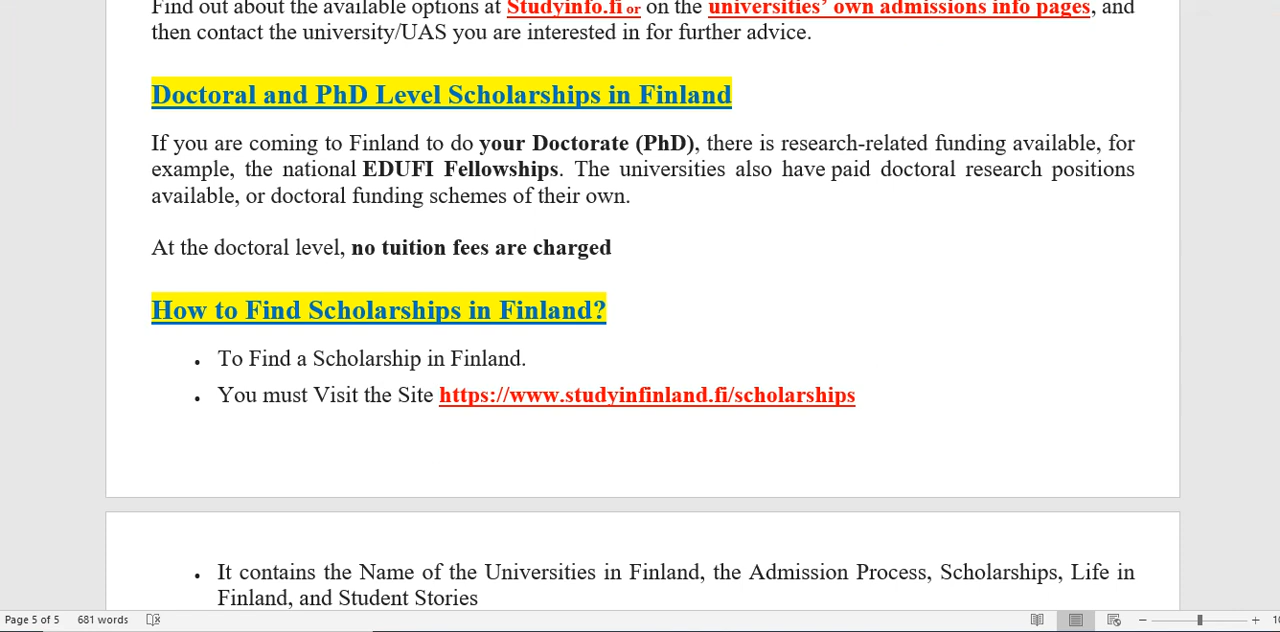 Find out about the available options at Studyinfo.fi or on the universities' own admissions info pages, and
then contact the university/UAS you are interested in for further advice.
Doctoral and PhD Level Scholarships in Finland
If you are coming to Finland to do your Doctorate (PhD), there is research-related funding available, for
example, the national EDUFI Fellowships. The universities also have paid doctoral research positions
available, or doctoral funding schemes of their own.
At the doctoral level, no tuition fees are charged
How to Find Scholarships in Finland?
• To Find a Scholarship in Finland.
• You must Visit the Site https://www.studyinfinland.fi/scholarships
• It contains the Name of the Universities in Finland, the Admission Process, Scholarships, Life in
Finland, and Student Stories
Page 5 of 5 681 words